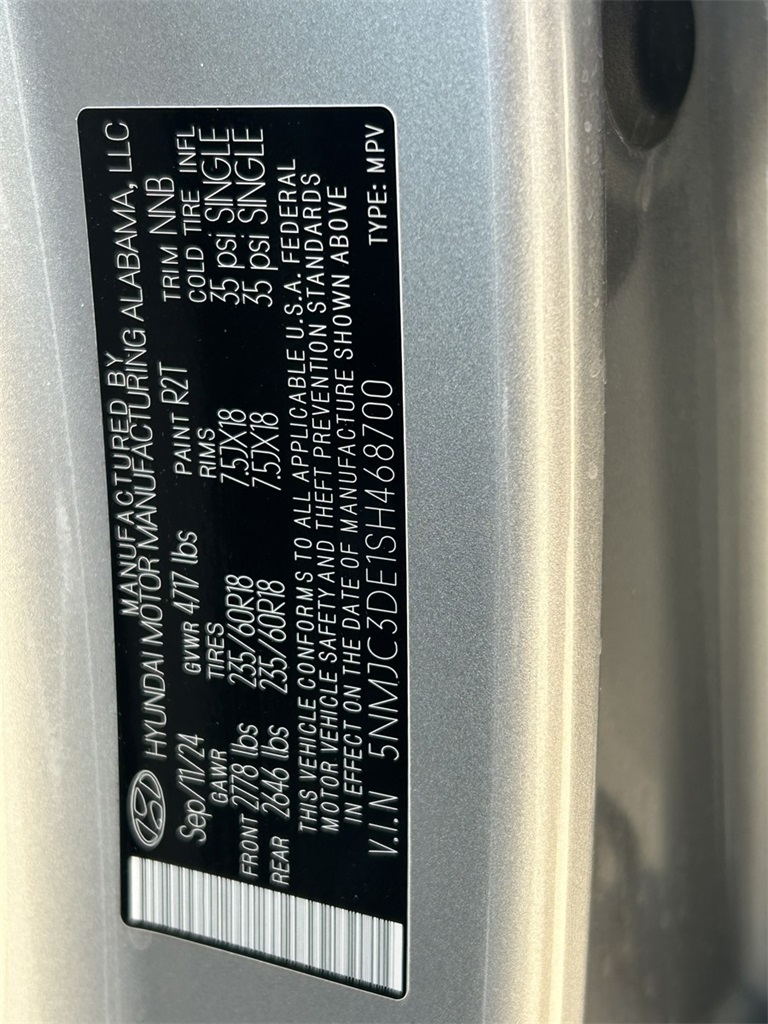 MANUFACTURED BY
HYUNDAI MOTOR MANUFACTURING ALABAMA, LLC
Sep/11/24 GVWR 4717 lbs PAINT R2T TRIM NNB
GAWR TIRES RIMS COLD TIRE INFL
FRONT 2778 lbs 235/60R18 7.5JX18 35 psi SINGLE
REAR 2646 lbs 235/60R18 7.5JX18 35 psi SINGLE
THIS VEHICLE CONFORMS TO ALL APPLICABLE U.S.A. FEDERAL
MOTOR VEHICLE SAFETY AND THEFT PREVENTION STANDARDS
IN EFFECT ON THE DATE OF MANUFACTURE SHOWN ABOVE
V.I.N 5NMJC3DE1SH468700 TYPE: MPV